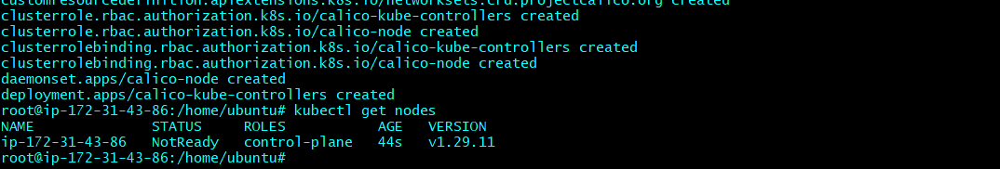 customresourcedefinition.apiextensions.k8s.io/networksets.crd.projectcalico.org created
clusterrole.rbac.authorization.k8s.io/calico-kube-controllers created
clusterrole.rbac.authorization.k8s.io/calico-node created
clusterrolebinding.rbac.authorization.k8s.io/calico-kube-controllers created
clusterrolebinding.rbac.authorization.k8s.io/calico-node created
daemonset.apps/calico-node created
deployment.apps/calico-kube-controllers created
root@ip-172-31-43-86:/home/ubuntu# kubectl get nodes
NAME STATUS ROLES AGE VERSION
ip-172-31-43-86 NotReady control-plane 44s v1.29.11
root@ip-172-31-43-86:/home/ubuntu#